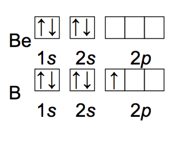 Be ↑↓ ↑↓
1s 2s 2p
B ↑↓ ↑↓ ↑
1s 2s 2p